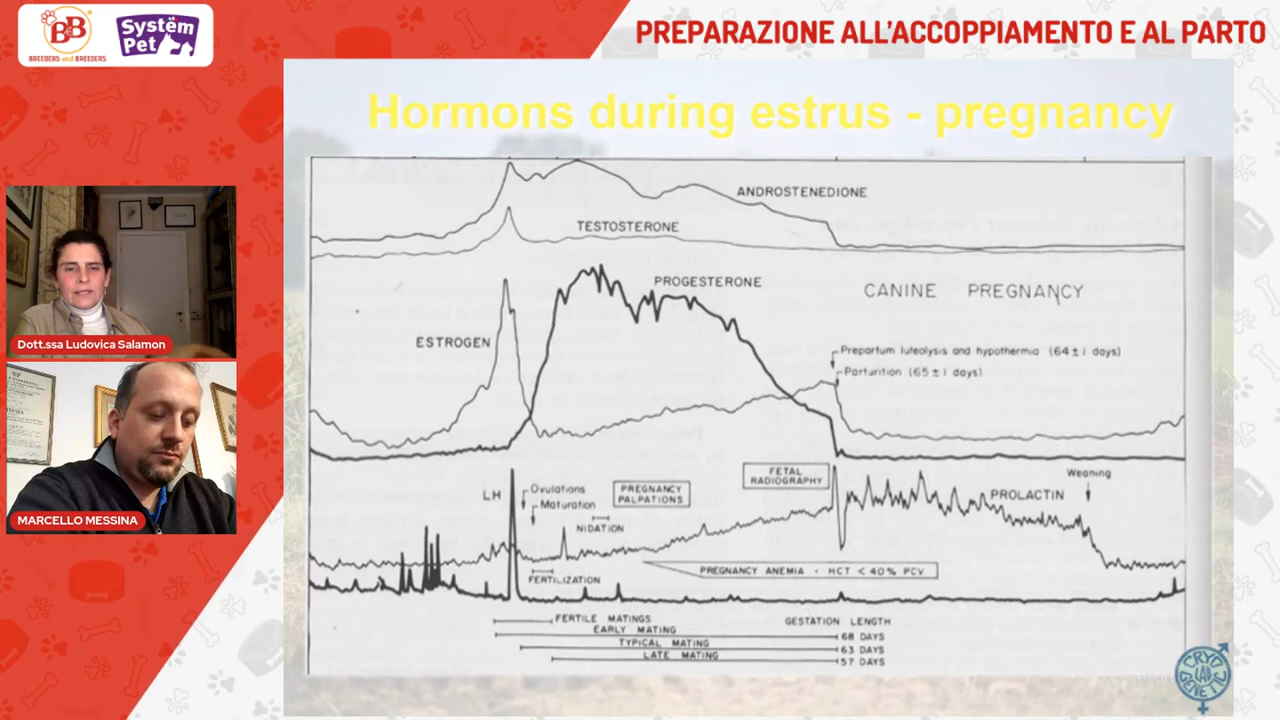 B&B
BREEDERS and BREEDERS
Systëm
Pet
PREPARAZIONE ALL'ACCOPPIAMENTO E AL PARTO
Hormons during estrus - pregnancy
ANDROSTENEDIONE
TESTOSTERONE
PROGESTERONE
CANINE PREGNANCY
ESTROGEN
Prepartum luteolysis and hypothermia (64±1 days)
Parturition (65±1 days)
Dott.ssa Ludovica Salamon
FETAL
RADIOGRAPHY
Weaning
LH
Ovulations
PREGNANCY
PALPATIONS
PROLACTIN
Maturation
NIDATION
MARCELLO MESSINA
PREGNANCY ANEMIA - HCT < 40% PCV
FERTILIZATION
FERTILE MATINGS
GESTATION LENGTH
EARLY MATING
68 DAYS
TYPICAL MATING
63 DAYS
LATE MATING
57 DAYS
CRYO
LAB
GENETIC